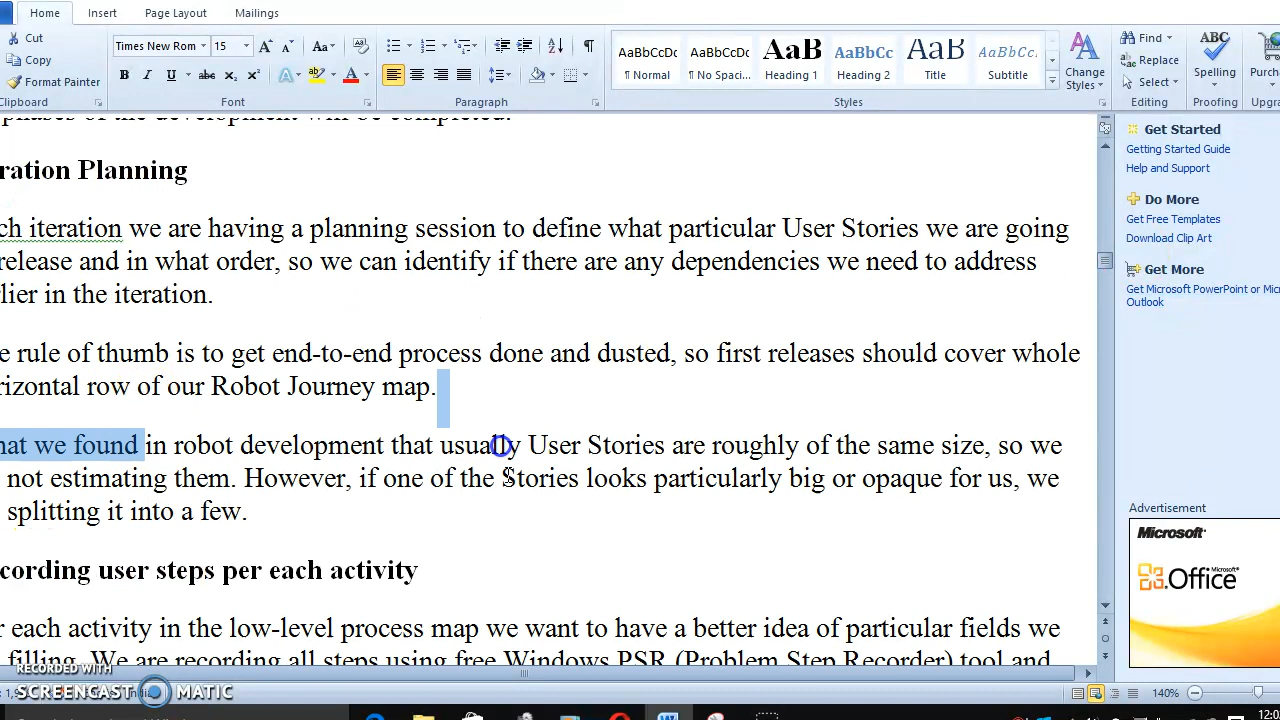 Home Insert Page Layout Mailings
Cut
Copy
Format Painter
Clipboard
Times New Rom 15
Font
Paragraph
AaBbCcDc AaBbCcDc AaB AaBbCc AaB AaBbCc
¶ Normal ¶ No Spaci... Heading 1 Heading 2 Title Subtitle
Styles
Change
Styles
Find
Replace
Select
Editing
ABC
Spelling
Proofing
Purcha
Upgra
phases of the development will be completed.
ration Planning
ch iteration we are having a planning session to define what particular User Stories we are going
release and in what order, so we can identify if there are any dependencies we need to address
rlier in the iteration.
e rule of thumb is to get end-to-end process done and dusted, so first releases should cover whole
rizontal row of our Robot Journey map.
hat we found in robot development that usually User Stories are roughly of the same size, so we
not estimating them. However, if one of the Stories looks particularly big or opaque for us, we
splitting it into a few.
cording user steps per each activity
r each activity in the low-level process map we want to have a better idea of particular fields we
filling. We are recording all steps using free Windows PSR (Problem Step Recorder) tool and
Get Started
Getting Started Guide
Help and Support
Do More
Get Free Templates
Download Clip Art
Get More
Get Microsoft PowerPoint or Mic
Outlook
Advertisement
Microsoft
Office
RECORDED WITH
SCREENCAST MATIC
140%
12:0